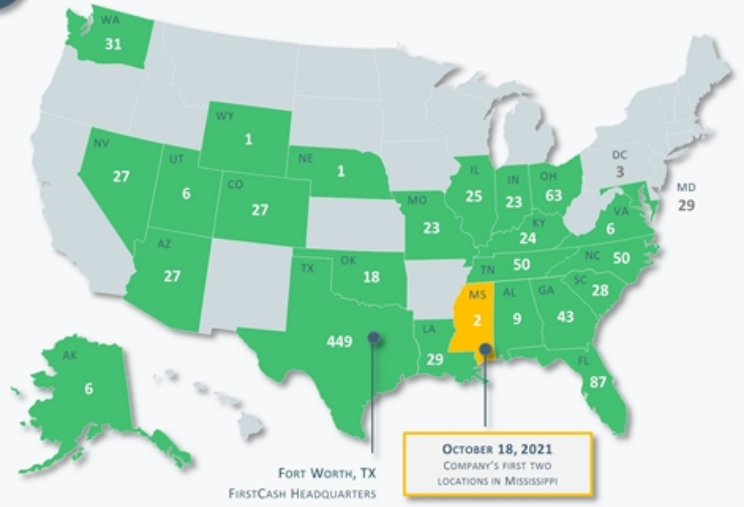 WA
31
WY
1
NV
27
UT
6
CO
27
NE
1
AZ
27
TX
449
OK
18
MO
23
IL
25
IN
23
OH
63
KY
24
TN
50
DC
3
MD
29
VA
6
NC
50
SC
28
GA
43
AL
9
MS
2
LA
29
FL
87
AK
6
FORT WORTH, TX
FIRSTCASH HEADQUARTERS
OCTOBER 18, 2021
COMPANY'S FIRST TWO
LOCATIONS IN MISSISSIPPI